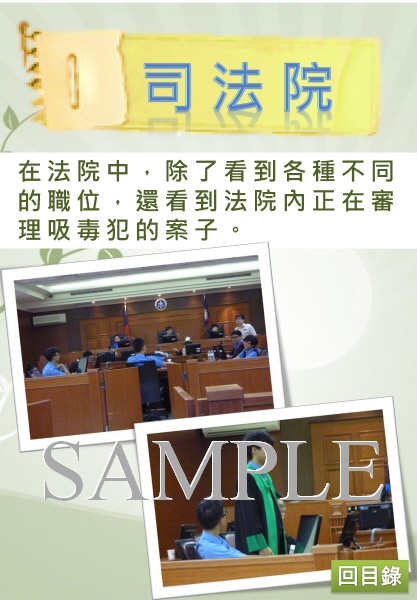 司法院
在法院中，除了看到各種不同
的職位，還看到法院內正在審
理吸毒犯的案子。
SAMPLE
回目錄